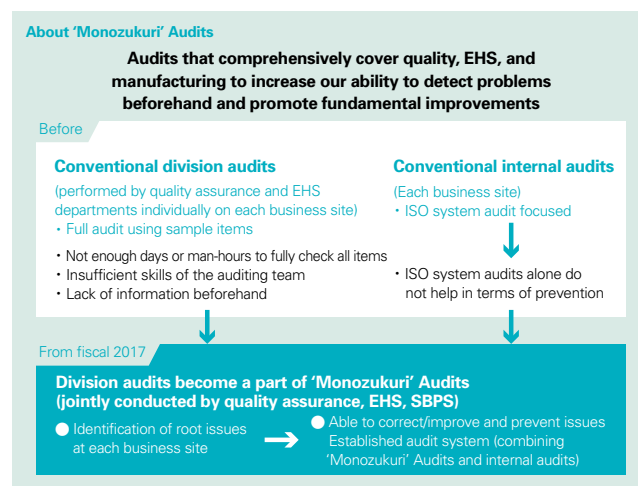 About ‘Monozukuri’ Audits
Audits that comprehensively cover quality, EHS, and
manufacturing to increase our ability to detect problems
beforehand and promote fundamental improvements
Before
Conventional division audits
(performed by quality assurance and EHS
departments individually on each business site)
・Full audit using sample items
・Not enough days or man-hours to fully check all items
・Insufficient skills of the auditing team
・Lack of information beforehand
Conventional internal audits
(Each business site)
・ISO system audit focused
・ISO system audits alone do
not help in terms of prevention
From fiscal 2017
Division audits become a part of ‘Monozukuri’ Audits
(jointly conducted by quality assurance, EHS, SBPS)
● Identification of root issues
at each business site
● Able to correct/improve and prevent issues
Established audit system (combining
‘Monozukuri’ Audits and internal audits)